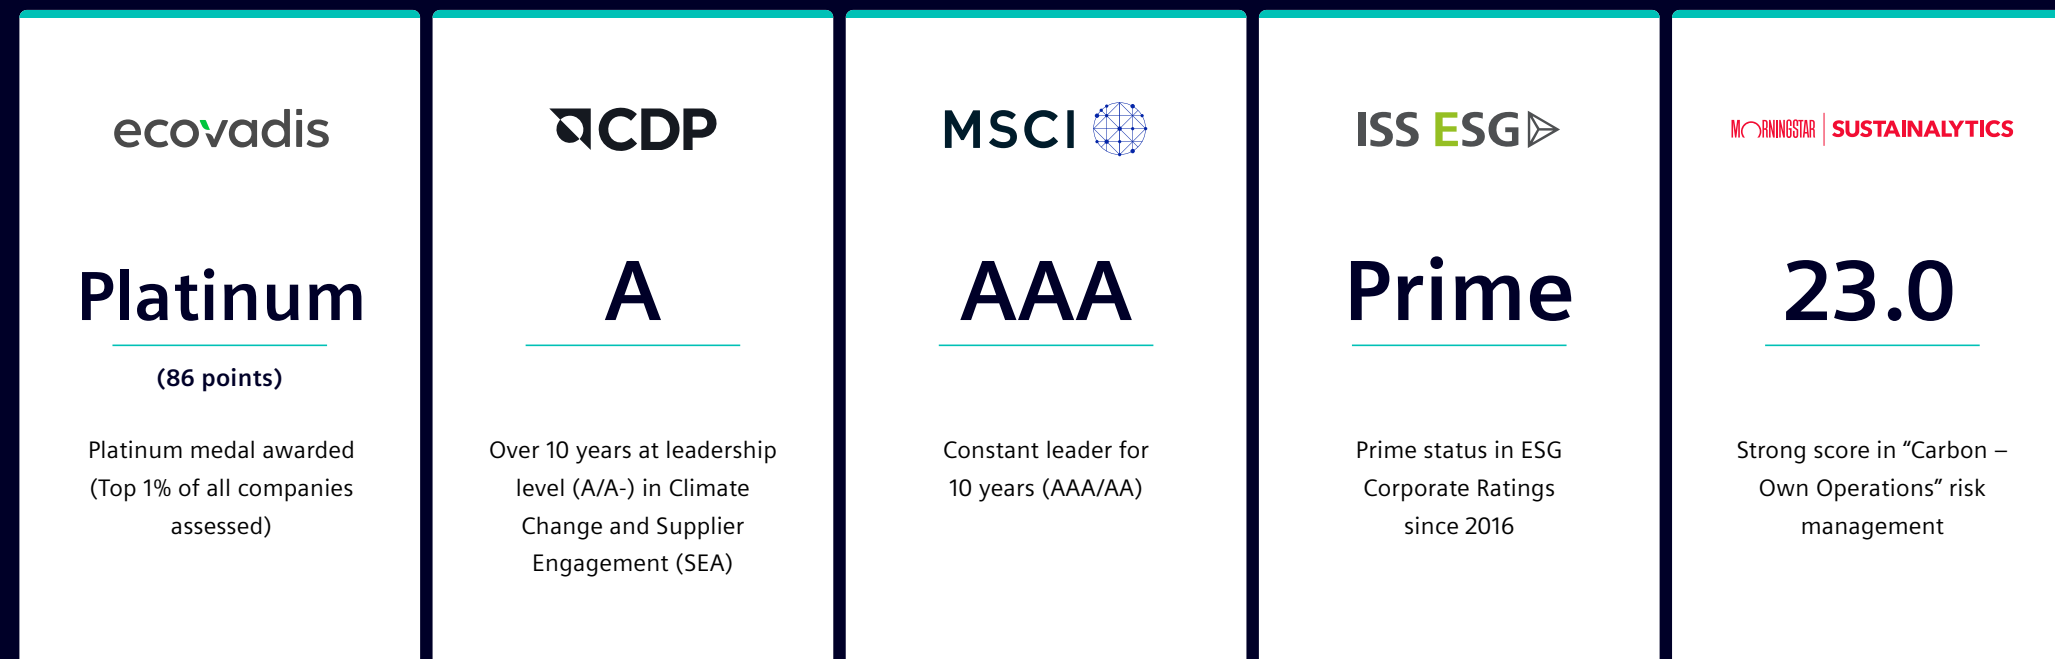 ecovadis
Platinum
(86 points)
Platinum medal awarded
(Top 1% of all companies
assessed)
CDP
A
Over 10 years at leadership
level (A/A-) in Climate
Change and Supplier
Engagement (SEA)
MSCI
AAA
Constant leader for
10 years (AAA/AA)
ISS ESG
Prime
Prime status in ESG
Corporate Ratings
since 2016
MORNINGSTAR | SUSTAINALYTICS
23.0
Strong score in “Carbon –
Own Operations” risk
management